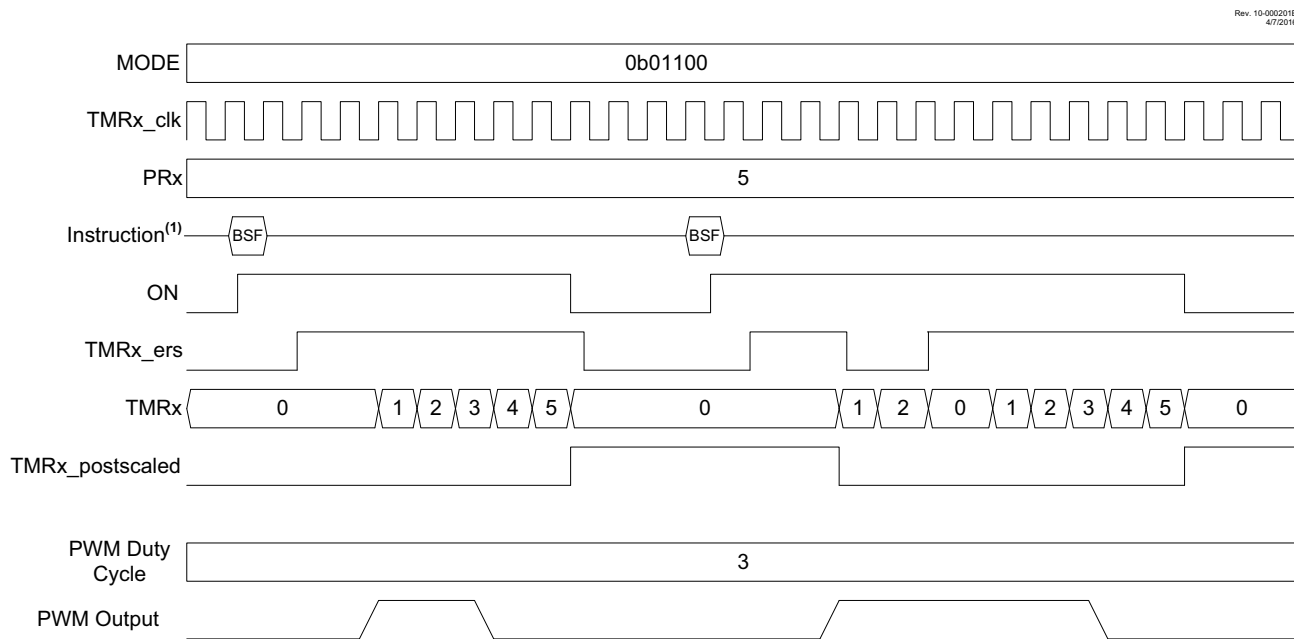 Rev. 10-000201B
4/7/2016
MODE 0b01100
TMRx_clk
PRx 5
Instruction(1) BSF BSF
ON
TMRx_ers
TMRx 0 1 2 3 4 5 0 1 2 0 1 2 3 4 5 0
TMRx_postscaled
PWM Duty
Cycle 3
PWM Output